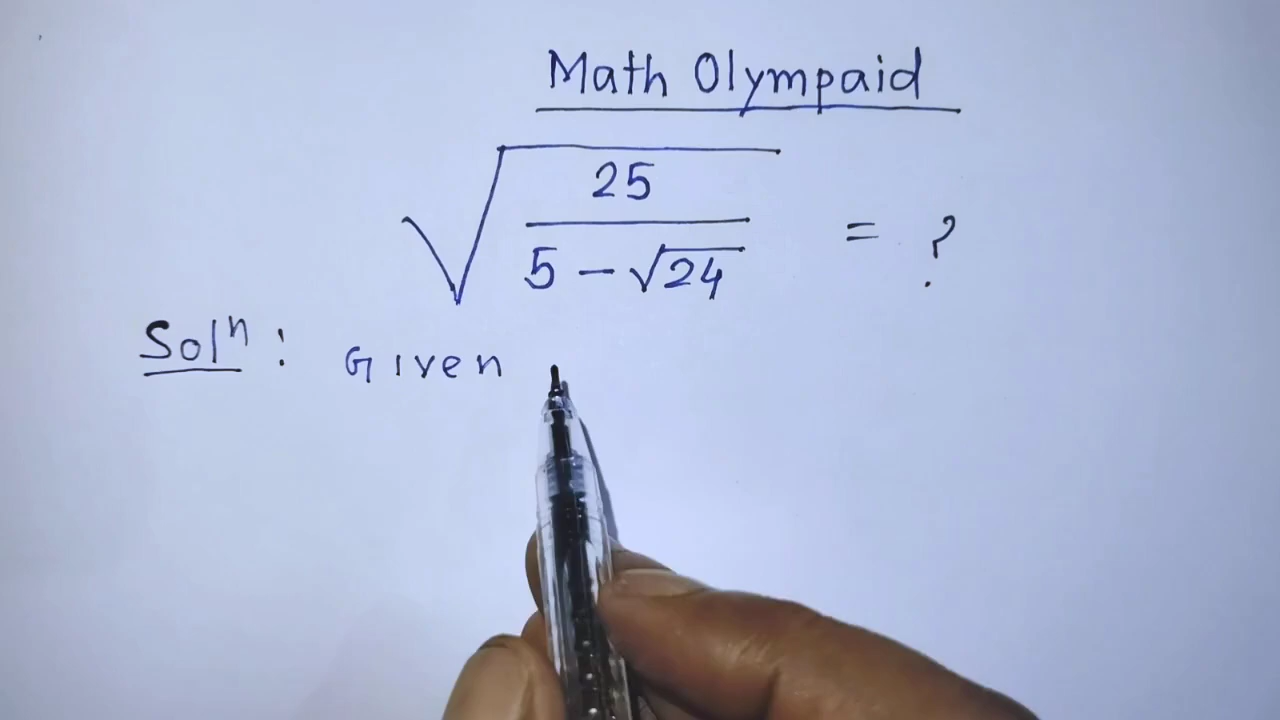 Math Olympaid
√(25 / (5 − √24)) = ?
Solⁿ : Given